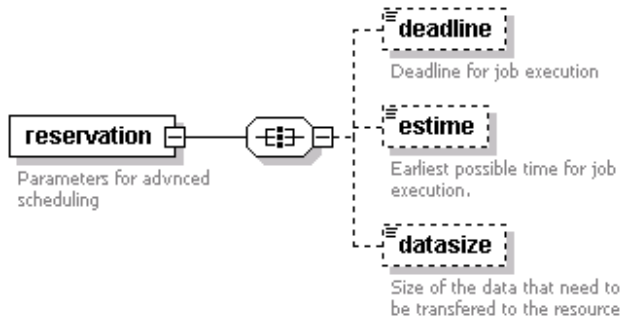 deadline
Deadline for job execution
reservation
Parameters for advnced
scheduling
estime
Earliest possible time for job
execution.
datasize
Size of the data that need to
be transfered to the resource